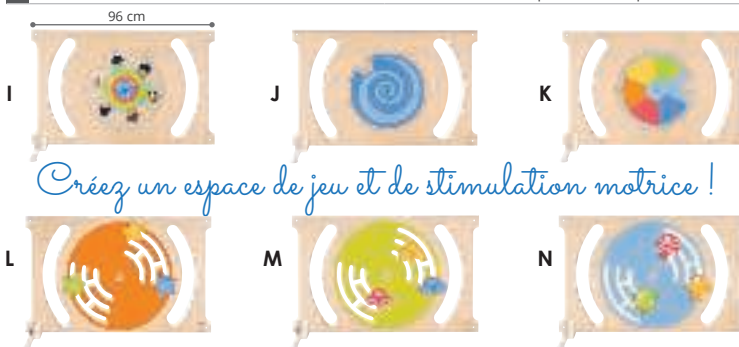 96 cm
I
J
K
Créez un espace de jeu et de stimulation motrice !
L
M
N